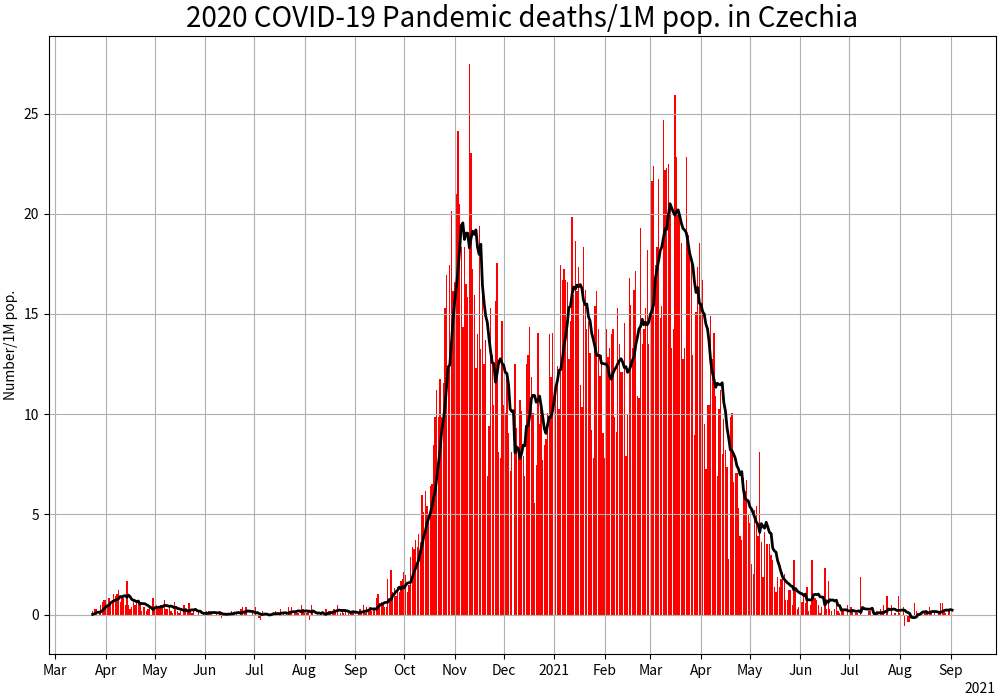 2020 COVID-19 Pandemic deaths/1M pop. in Czechia
Number/1M pop.
25
20
15
10
5
0
Mar Apr May Jun Jul Aug Sep Oct Nov Dec 2021 Feb Mar Apr May Jun Jul Aug Sep
2021